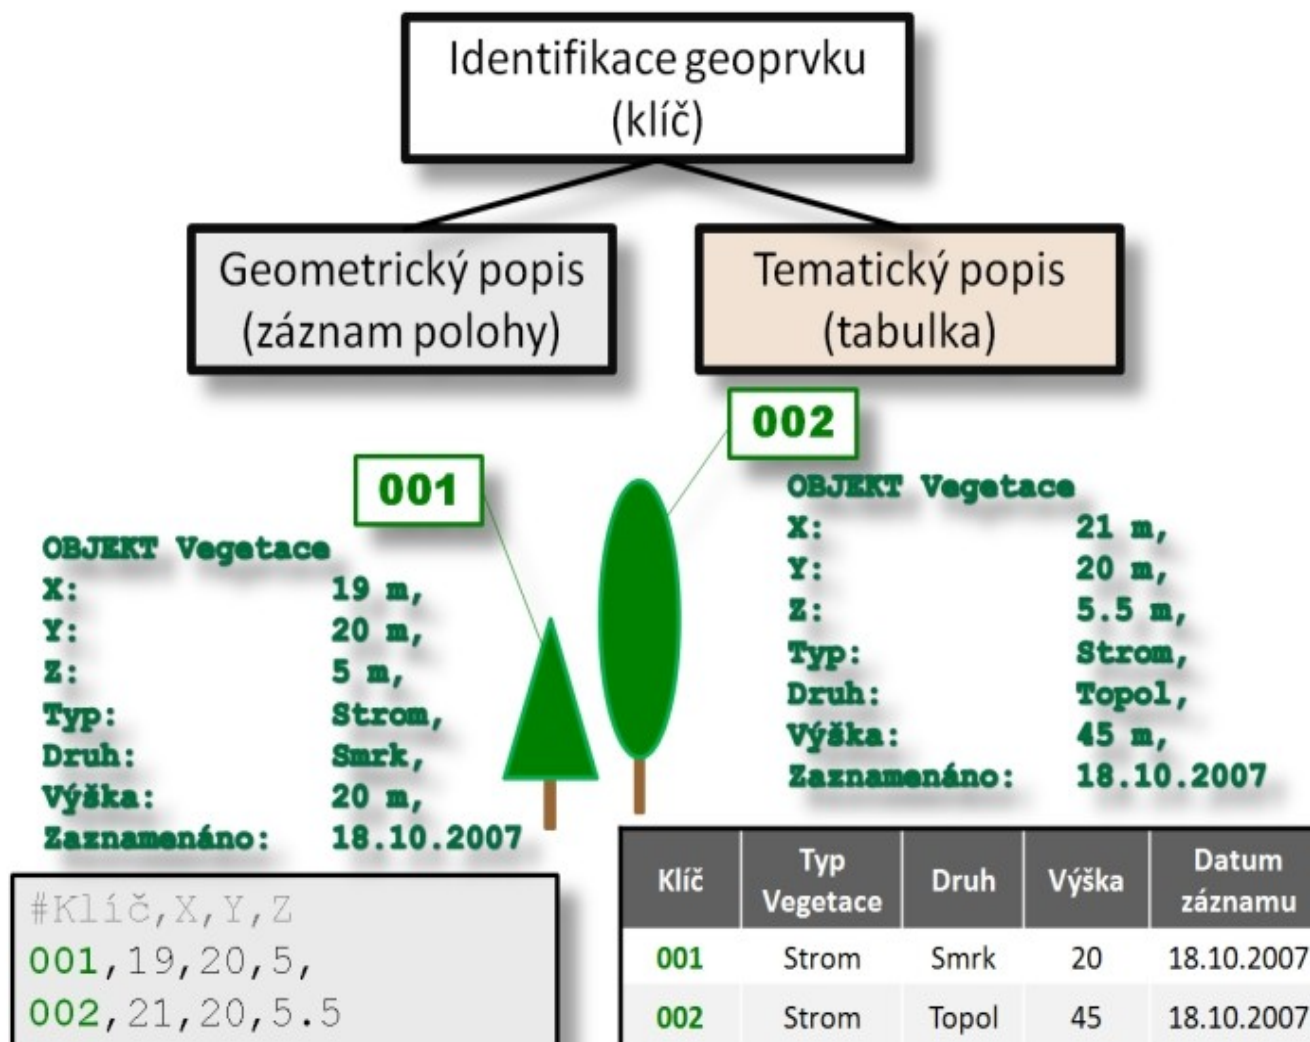 Identifikace geoprvku
(klíč)
Geometrický popis
(záznam polohy)
Tematický popis
(tabulka)
001
002
OBJEKT Vegetace
X: 19 m,
Y: 20 m,
Z: 5 m,
Typ: Strom,
Druh: Smrk,
Výška: 20 m,
Zaznamenáno: 18.10.2007
OBJEKT Vegetace
X: 21 m,
Y: 20 m,
Z: 5.5 m,
Typ: Strom,
Druh: Topol,
Výška: 45 m,
Zaznamenáno: 18.10.2007
#Klíč,X,Y,Z
001,19,20,5,
002,21,20,5.5
Klíč Typ Vegetace Druh Výška Datum záznamu
001 Strom Smrk 20 18.10.2007
002 Strom Topol 45 18.10.2007